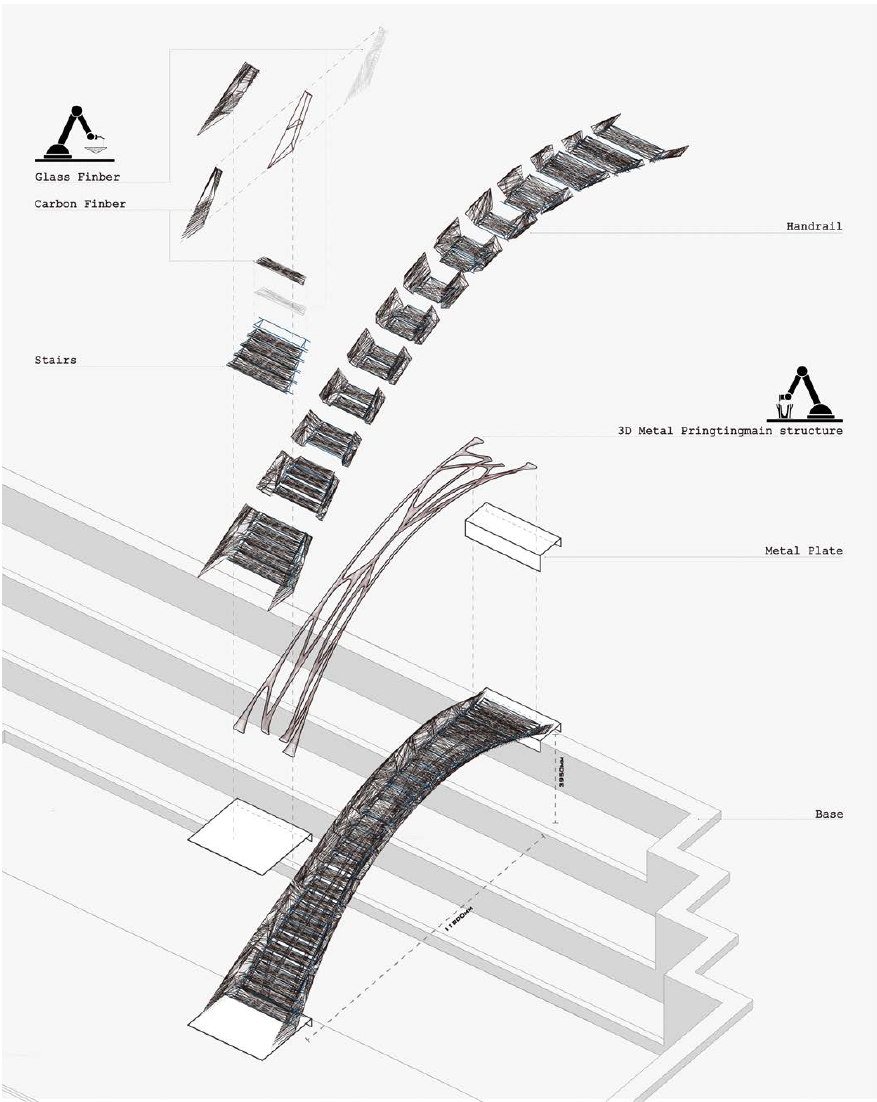 Glass Finber
Carbon Finber
Handrail
Stairs
3D Metal Pringtingmain structure
Metal Plate
3950MM
Base
11800MM